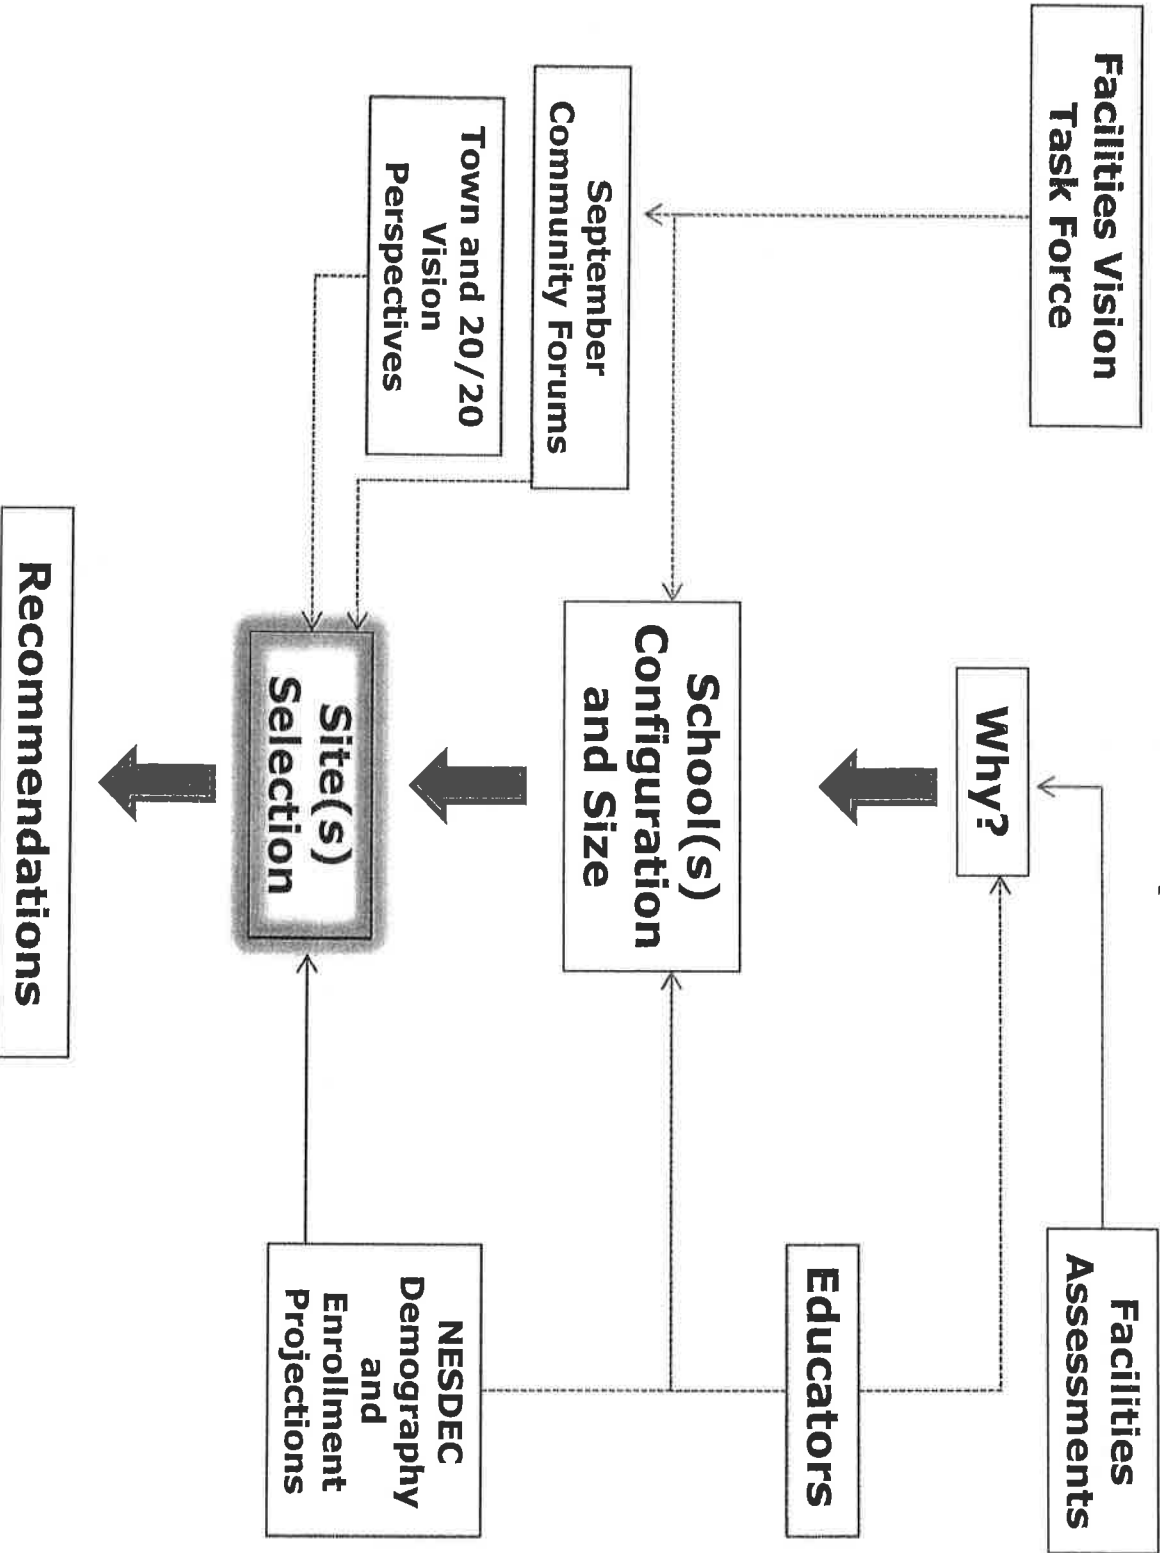 Facilities Vision
Task Force
Facilities
Assessments
Why?
Educators
School(s)
Configuration
and Size
September
Community Forums
Town and 20/20
Vision
Perspectives
NESDEC
Demography
and
Enrollment
Projections
Site(s)
Selection
Recommendations